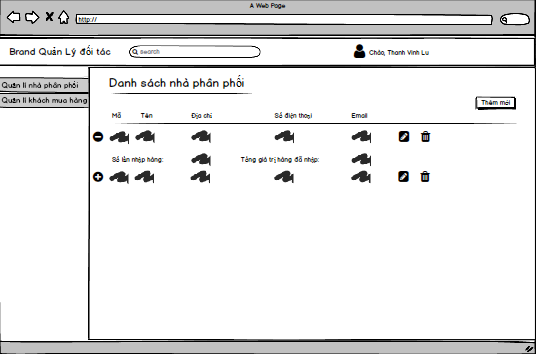 A Web Page
http://
Brand Quản Lý đối tác
search
Chào, Thanh Vinh Lu
Quản lí nhà phân phối
Quản lí khách mua hàng
Danh sách nhà phân phối
Thêm mới
Mã Tên Địa chỉ Số điện thoại Email
Số lần nhập hàng: Tổng giá trị hàng đã nhập: